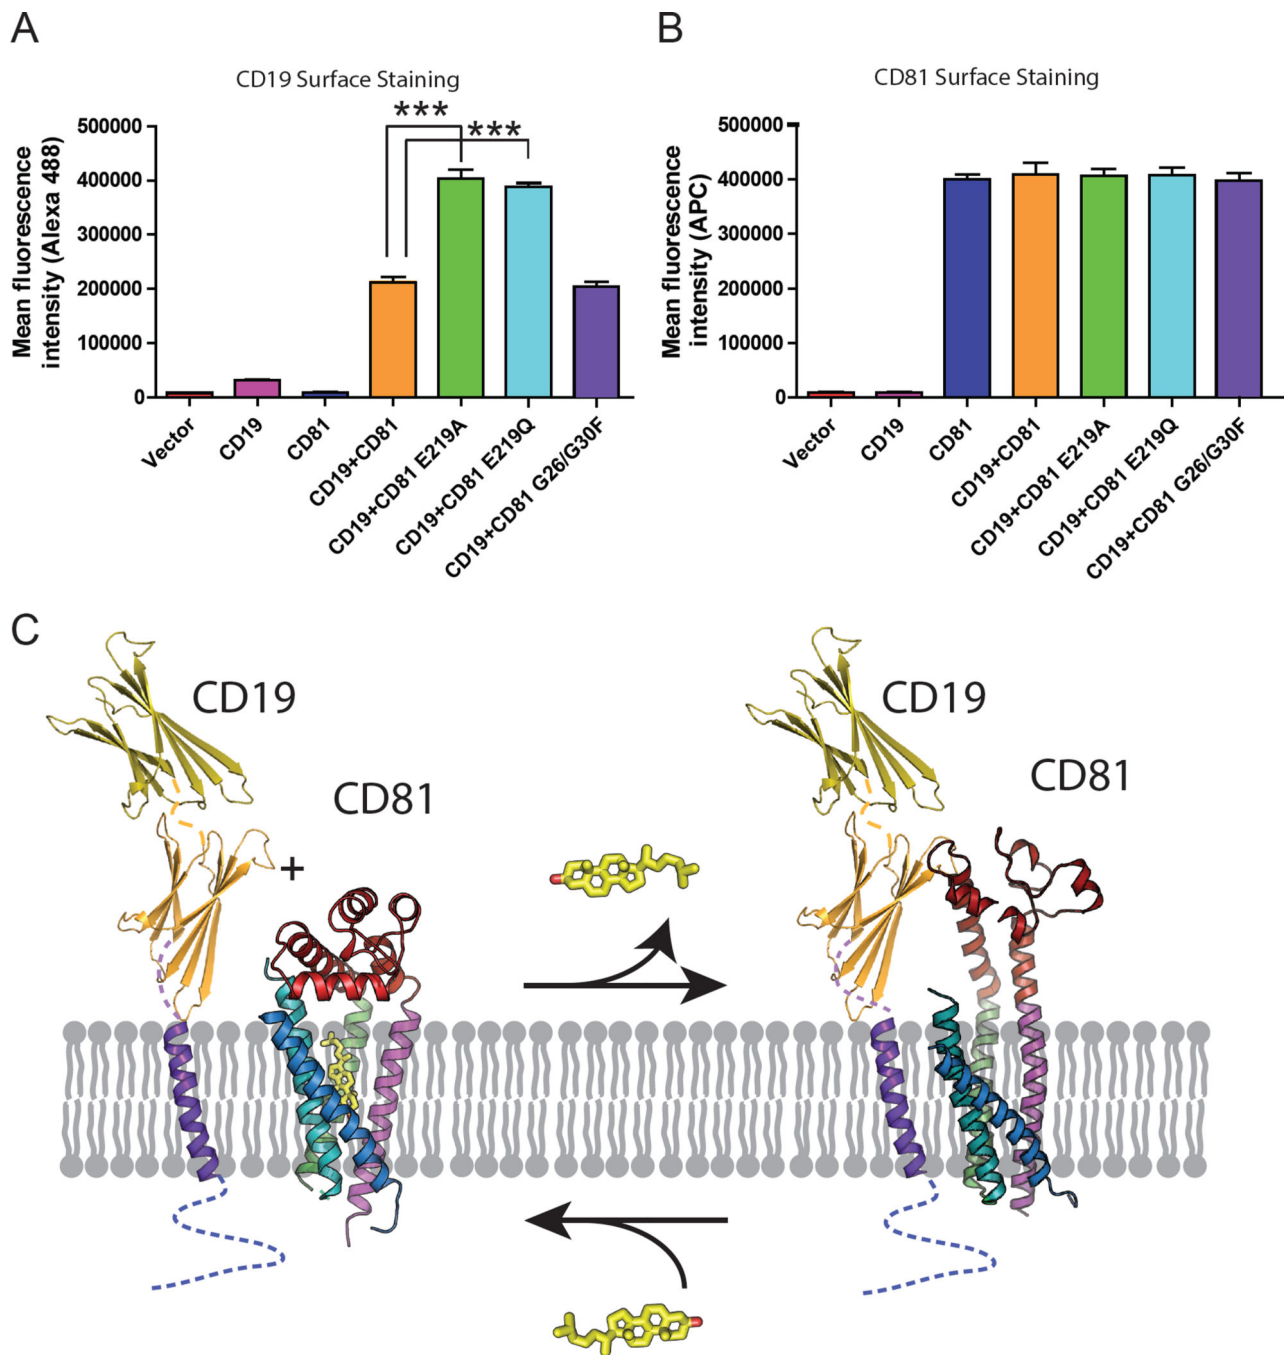 A
CD19 Surface Staining
Mean fluorescence
intensity (Alexa 488)
500000
400000
300000
200000
100000
0
***
***
Vector
CD19
CD81
CD19+CD81
CD19+CD81 E219A
CD19+CD81 E219Q
CD19+CD81 G26/G30F
B
CD81 Surface Staining
Mean fluorescence
intensity (APC)
500000
400000
300000
200000
100000
0
Vector
CD19
CD81
CD19+CD81
CD19+CD81 E219A
CD19+CD81 E219Q
CD19+CD81 G26/G30F
C
CD19
CD81
+
CD19
CD81